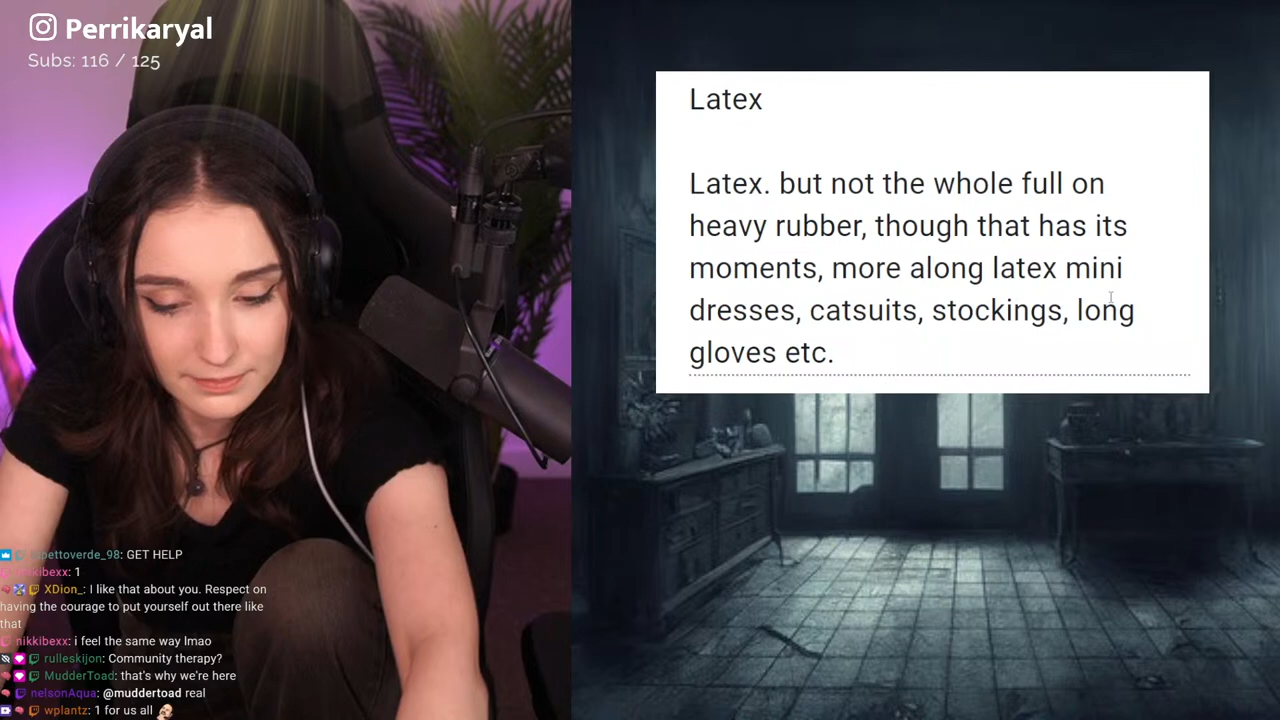 Perrikaryal
Subs: 116 / 125
Latex
Latex. but not the whole full on
heavy rubber, though that has its
moments, more along latex mini
dresses, catsuits, stockings, long
gloves etc.
GET HELP
: 1
XDion_: I like that about you. Respect on
having the courage to put yourself out there like
that
nikkibexx: i feel the same way lmao
rulleskijon: Community therapy?
MudderToad: that's why we're here
nelsonAqua: @muddertoad real
wplantz: 1 for us all